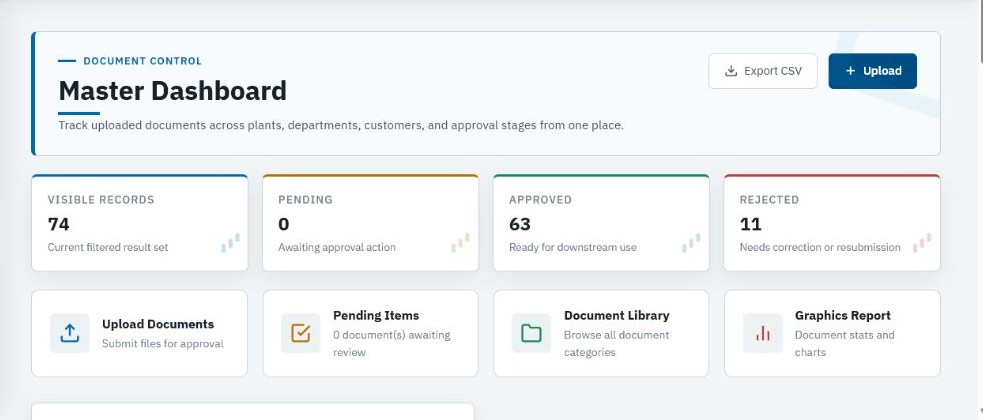 DOCUMENT CONTROL
Master Dashboard
Track uploaded documents across plants, departments, customers, and approval stages from one place.
Export CSV
+ Upload
VISIBLE RECORDS
74
Current filtered result set
PENDING
0
Awaiting approval action
APPROVED
63
Ready for downstream use
REJECTED
11
Needs correction or resubmission
Upload Documents
Submit files for approval
Pending Items
0 document(s) awaiting
review
Document Library
Browse all document
categories
Graphics Report
Document stats and
charts